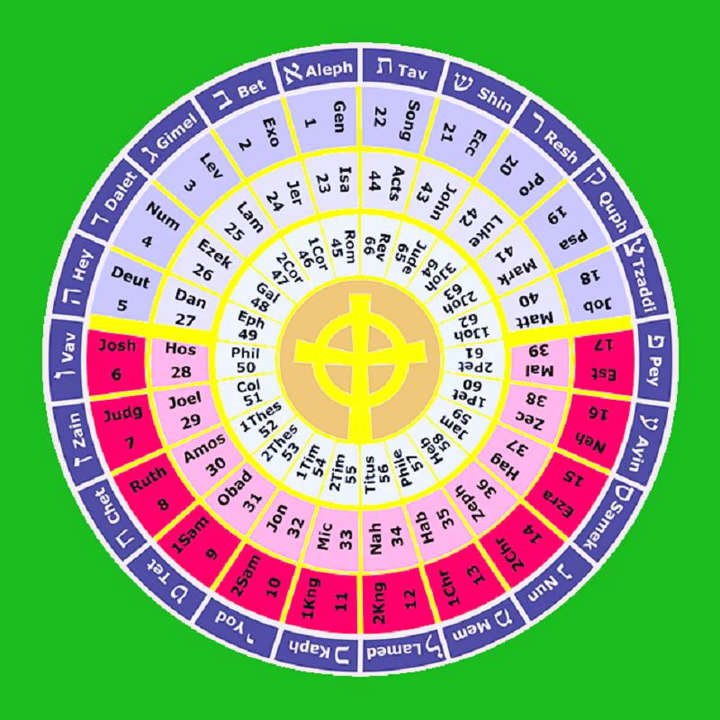 א Aleph
ב Bet
ג Gimel
ד Dalet
ה Hey
ו Vav
ז Zain
ח Chet
ט Tet
י Yod
כ Kaph
ל Lamed
מ Mem
נ Nun
ס Samek
ע Ayin
פ Pey
צ Tzaddi
ק Quph
ר Resh
ש Shin
ת Tav
Gen
1
Exo
2
Lev
3
Num
4
Deut
5
Josh
6
Judg
7
Ruth
8
1Sam
9
2Sam
10
1Kng
11
2Kng
12
1Chr
13
2Chr
14
Ezra
15
Neh
16
Est
17
Job
18
Psa
19
Pro
20
Ecc
21
Song
22
Isa
23
Jer
24
Lam
25
Ezek
26
Dan
27
Hos
28
Joel
29
Amos
30
Obad
31
Jon
32
Mic
33
Nah
34
Hab
35
Zeph
36
Hag
37
Zec
38
Mal
39
Matt
40
Mark
41
Luke
42
John
43
Acts
44
Rom
45
1Cor
46
2Cor
47
Gal
48
Eph
49
Phil
50
Col
51
1Thes
52
2Thes
53
1Tim
54
2Tim
55
Titus
56
Phile
57
Heb
58
Jam
59
1Pet
60
2Pet
61
1Joh
62
2Joh
63
3Joh
64
Jude
65
Rev
66